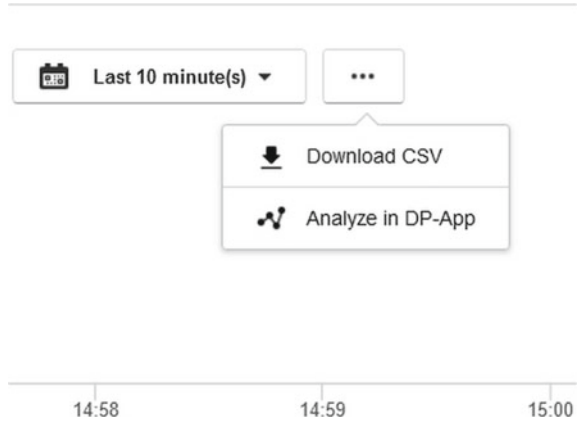 Last 10 minute(s)
Download CSV
Analyze in DP-App
14:58 14:59 15:00